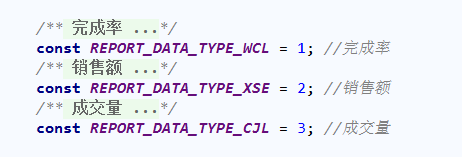 /** 完成率 ...*/
const REPORT_DATA_TYPE_WCL = 1; //完成率
/** 销售额 ...*/
const REPORT_DATA_TYPE_XSE = 2; //销售额
/** 成交量 ...*/
const REPORT_DATA_TYPE_CJL = 3; //成交量